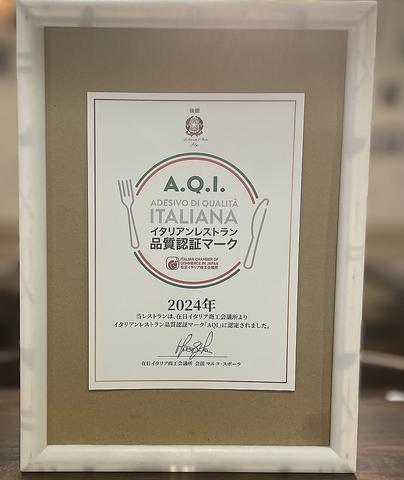 後援
A.Q.I.
ADESIVO DI QUALITÀ
ITALIANA
イタリアンレストラン
品質認証マーク
ITALIAN CHAMBER OF
COMMERCE IN JAPAN
在日イタリア商工会議所
2024年
当レストランは、在日イタリア商工会議所より
イタリアンレストラン品質認証マーク「AQI」に認定されました。
在日イタリア商工会議所 会頭 マルコ・スポーラ